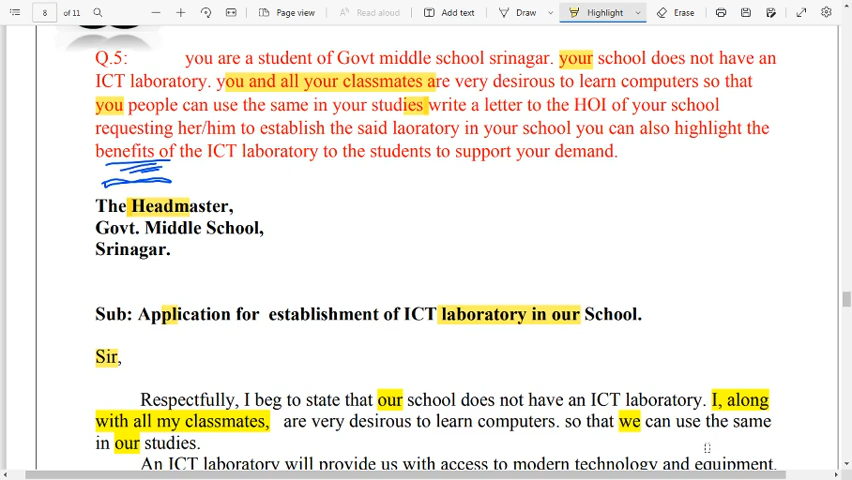 8 of 11
Page view
Read aloud
Add text
Draw
Highlight
Erase
Q.5: you are a student of Govt middle school srinagar. your school does not have an
ICT laboratory. you and all your classmates are very desirous to learn computers so that
you people can use the same in your studies write a letter to the HOI of your school
requesting her/him to establish the said laoratory in your school you can also highlight the
benefits of the ICT laboratory to the students to support your demand.
The Headmaster,
Govt. Middle School,
Srinagar.
Sub: Application for establishment of ICT laboratory in our School.
Sir,
Respectfully, I beg to state that our school does not have an ICT laboratory. I, along
with all my classmates, are very desirous to learn computers. so that we can use the same
in our studies.
An ICT laboratory will provide us with access to modern technology and equipment.